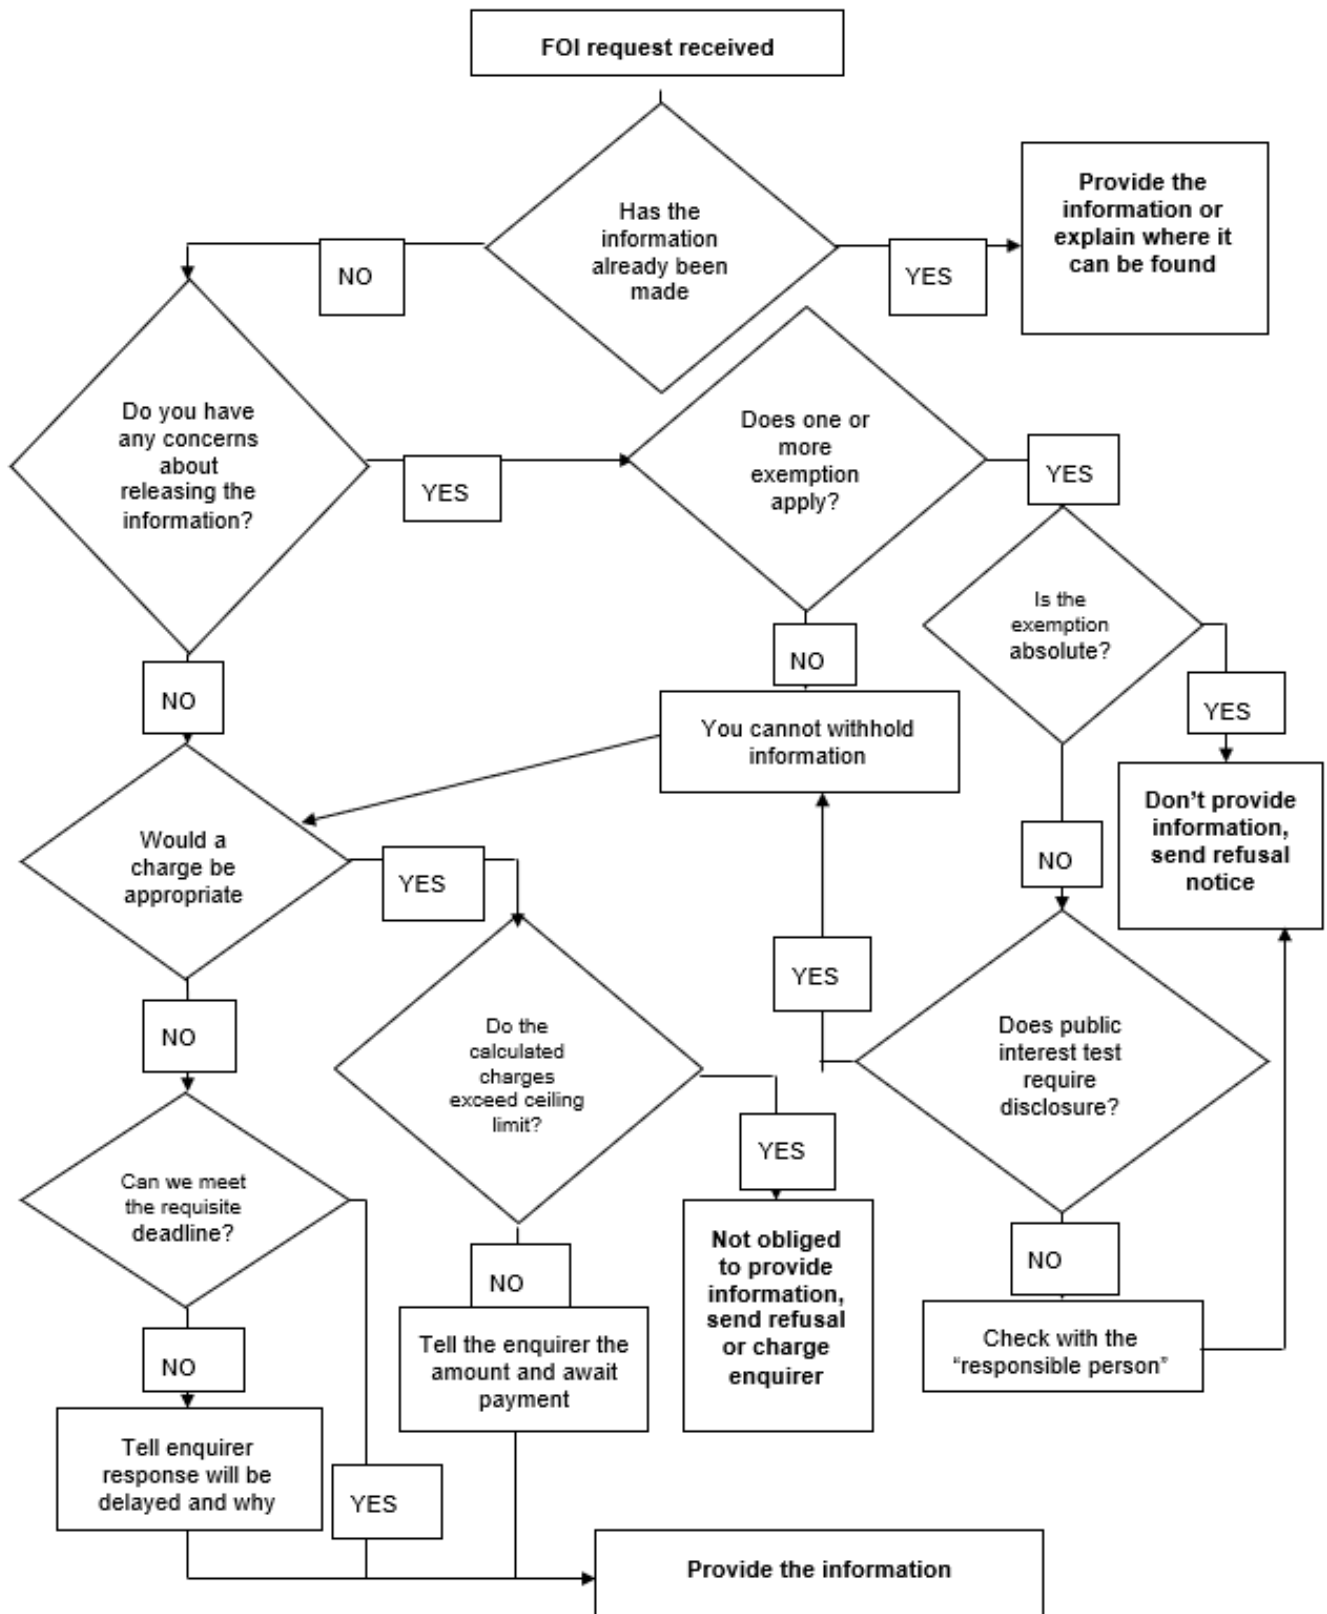 FOI request received
Has the
information
already been
made
Provide the
information or
explain where it
can be found
NO
YES
Do you have
any concerns
about
releasing the
information?
Does one or
more
exemption
apply?
YES
YES
Is the
exemption
absolute?
NO
NO
YES
You cannot withhold
information
Don’t provide
information,
send refusal
notice
Would a
charge be
appropriate
YES
NO
YES
NO
Do the
calculated
charges
exceed ceiling
limit?
Does public
interest test
require
disclosure?
YES
Can we meet
the requisite
deadline?
Not obliged
to provide
information,
send refusal
or charge
enquirer
NO
NO
Tell the enquirer the
amount and await
payment
Check with the
“responsible person”
NO
Tell enquirer
response will be
delayed and why
YES
Provide the information